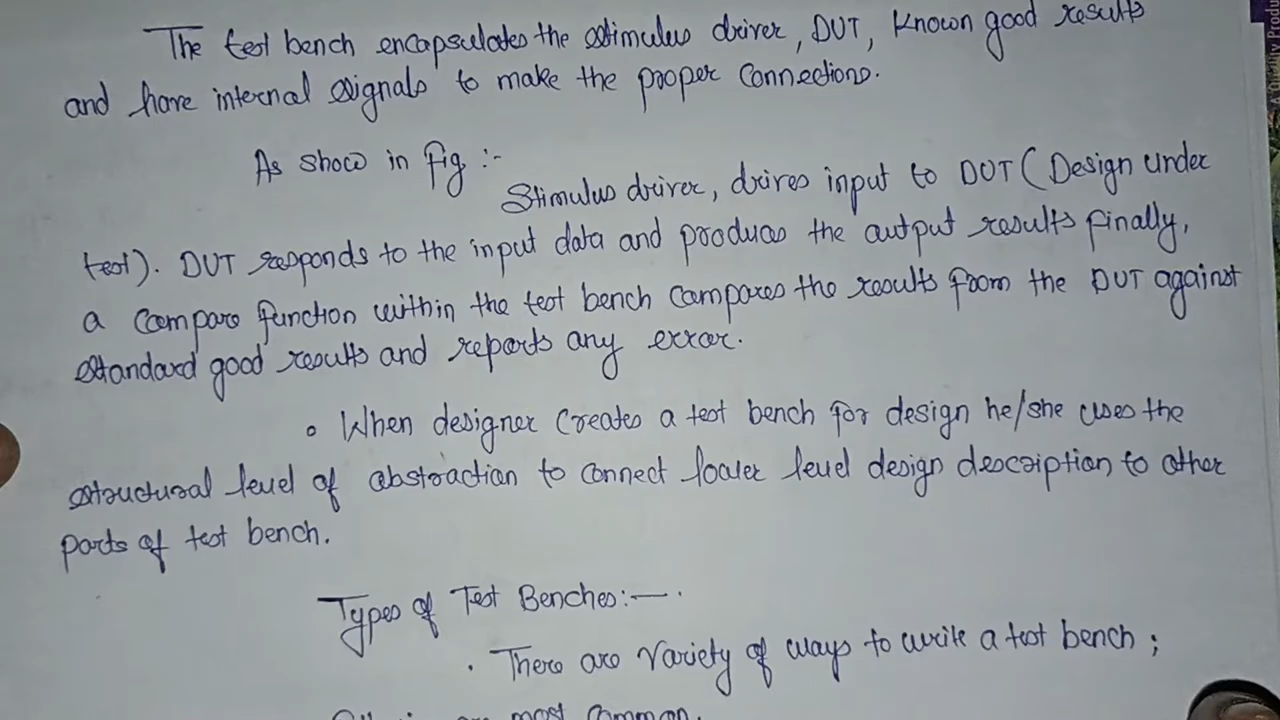 The test bench encapsulates the stimulus driver, DUT, Known good results
and have internal signals to make the proper Connections.
As show in fig :-
Stimulus driver, drives input to DUT ( Design under
test). DUT responds to the input data and produces the output results finally,
a Compare function within the test bench Compares the results from the DUT against
standard good results and reports any error.
• When designer Creates a test bench for design he/she uses the
structural level of abstraction to Connect lower level design description to other
parts of test bench.
Types of Test Benches:—.
. There are Variety of ways to write a test bench ;
most Common.